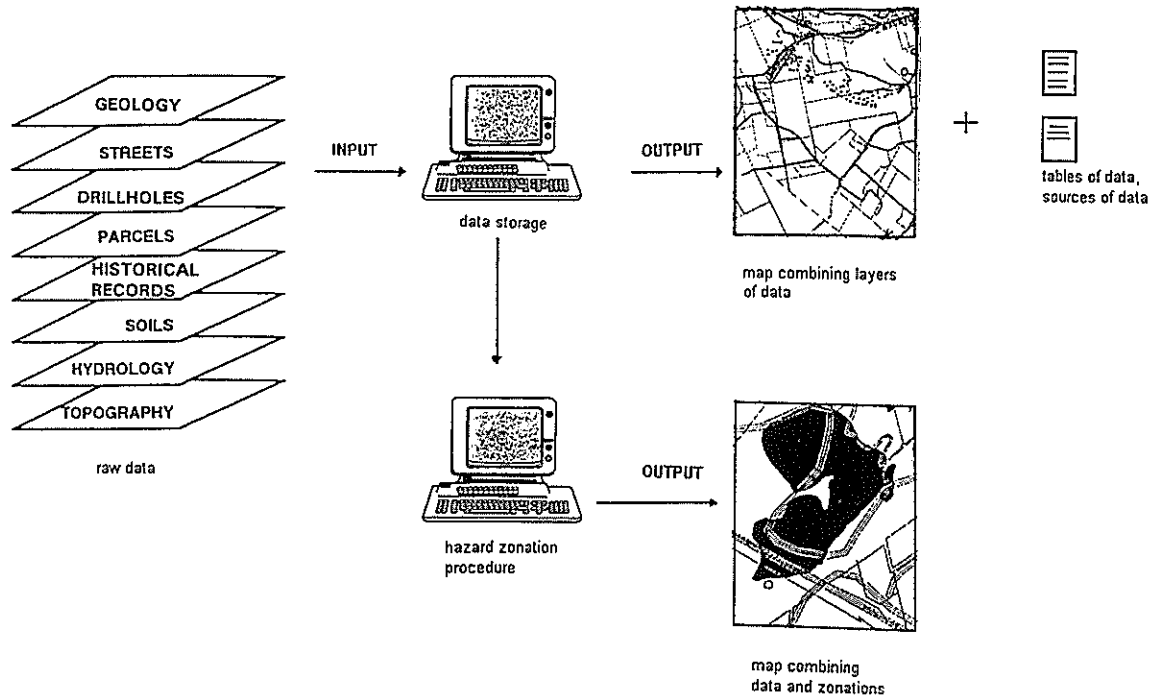 GEOLOGY
STREETS
DRILLHOLES
PARCELS
HISTORICAL
RECORDS
SOILS
HYDROLOGY
TOPOGRAPHY
raw data
INPUT
data storage
OUTPUT
map combining layers
of data
+
tables of data,
sources of data
hazard zonation
procedure
OUTPUT
map combining
data and zonations